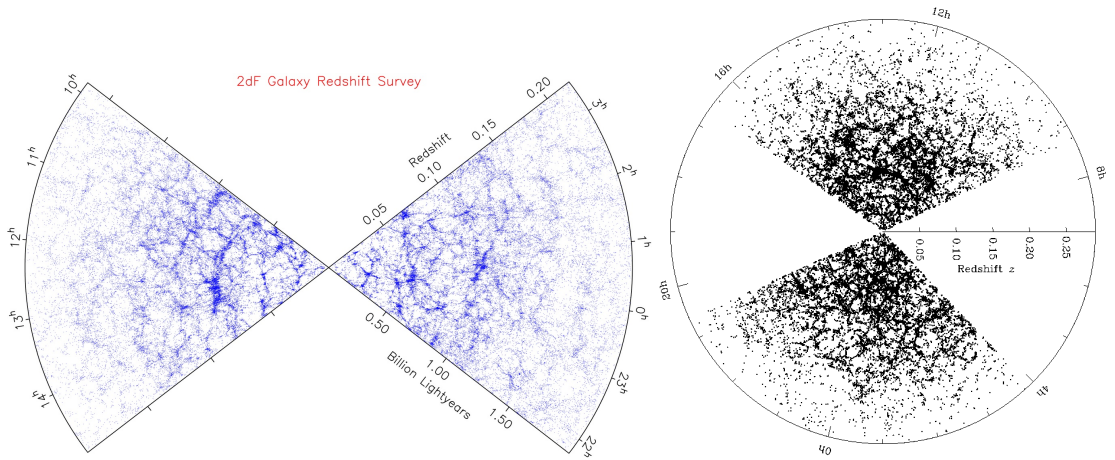 2dF Galaxy Redshift Survey
10ʰ
11ʰ
12ʰ
13ʰ
14ʰ
Redshift
0.05
0.10
0.15
0.20
3ʰ
2ʰ
1ʰ
0ʰ
23ʰ
22ʰ
0.50
1.00
1.50
Billion Lightyears
12h
16h
8h
20h
4h
0h
0.05
0.10
0.15
0.20
0.25
Redshift z